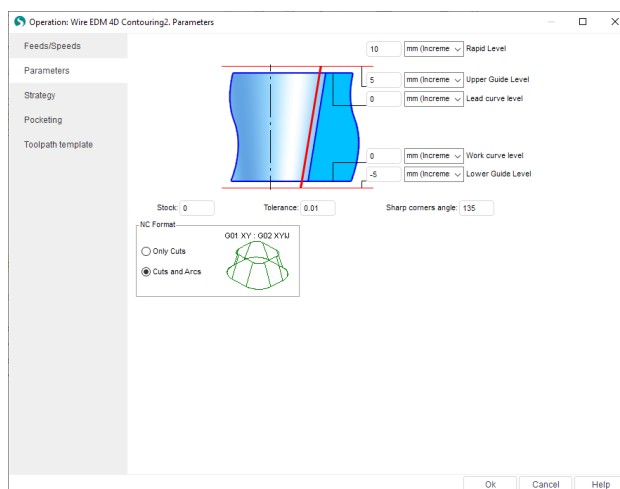 Operation: Wire EDM 4D Contouring2. Parameters
Feeds/Speeds
Parameters
Strategy
Pocketing
Toolpath template
10 mm (Increme Rapid Level
5 mm (Increme Upper Guide Level
0 mm (Increme Lead curve level
0 mm (Increme Work curve level
-5 mm (Increme Lower Guide Level
Stock: 0 Tolerance: 0.01 Sharp corners angle: 135
NC Format
G01 XY : G02 XYIJ
Only Cuts
Cuts and Arcs
Ok Cancel Help